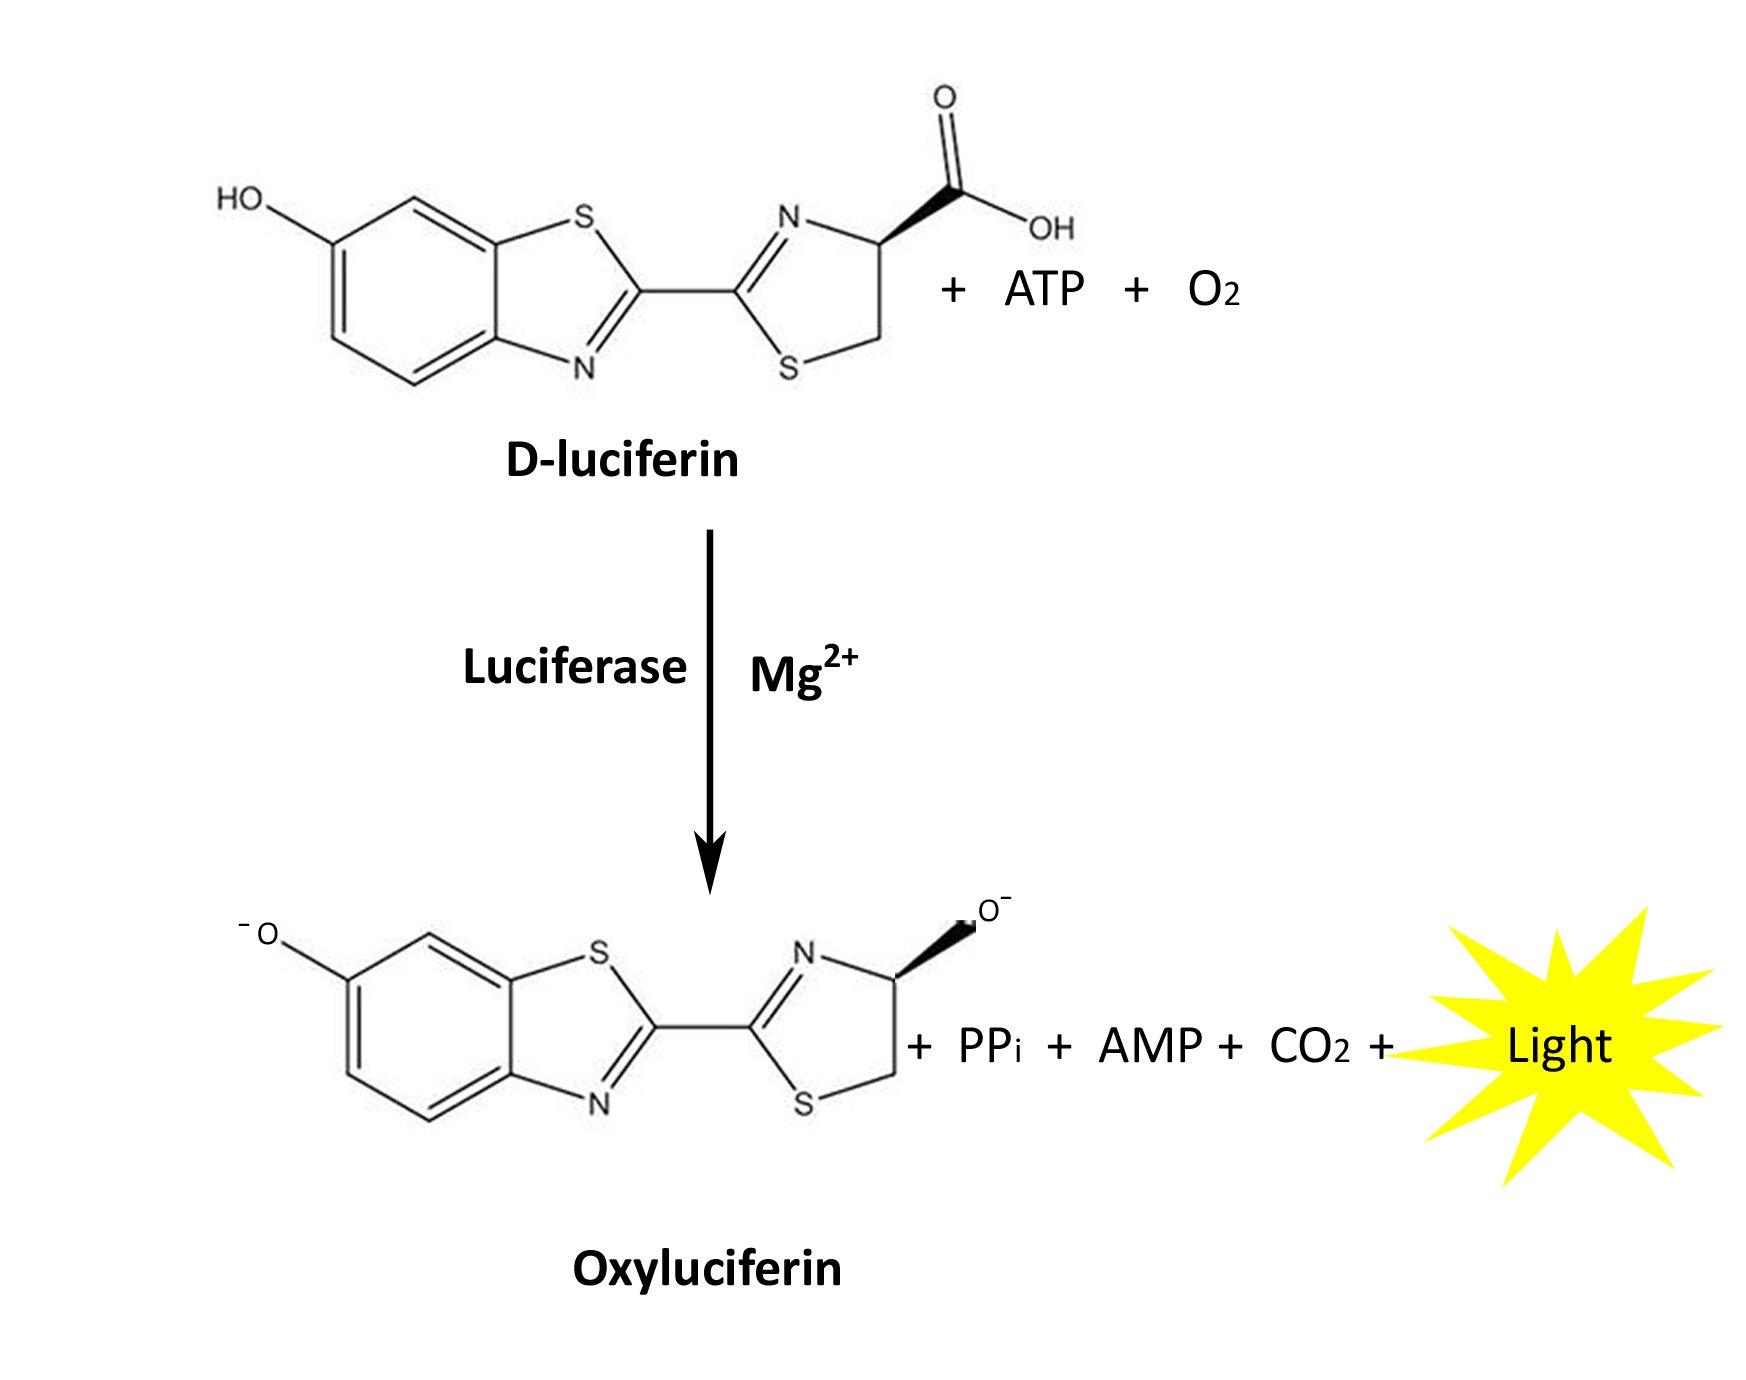 O
HO
S
N
OH
+ ATP + O2
N
S
D-luciferin
Luciferase
Mg²⁺
O⁻
⁻O
S
N
+ PPi + AMP + CO2 + Light
N
S
Oxyluciferin